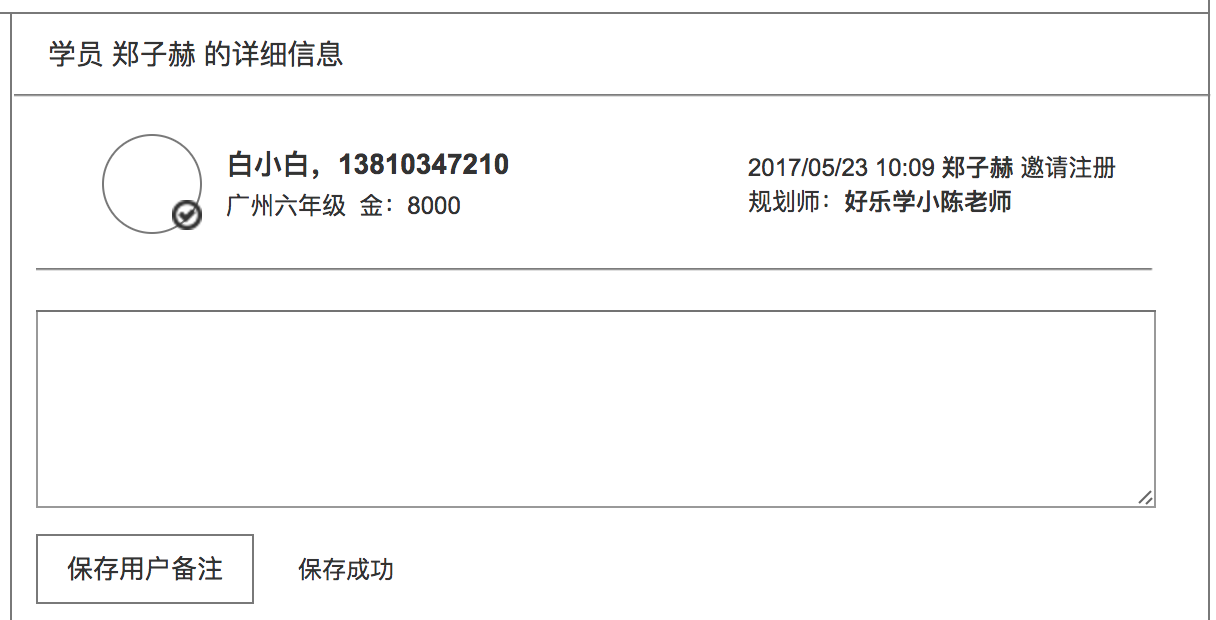 学员 郑子赫 的详细信息
白小白，13810347210
广州六年级 金：8000
2017/05/23 10:09 郑子赫 邀请注册
规划师：好乐学小陈老师
保存用户备注
保存成功